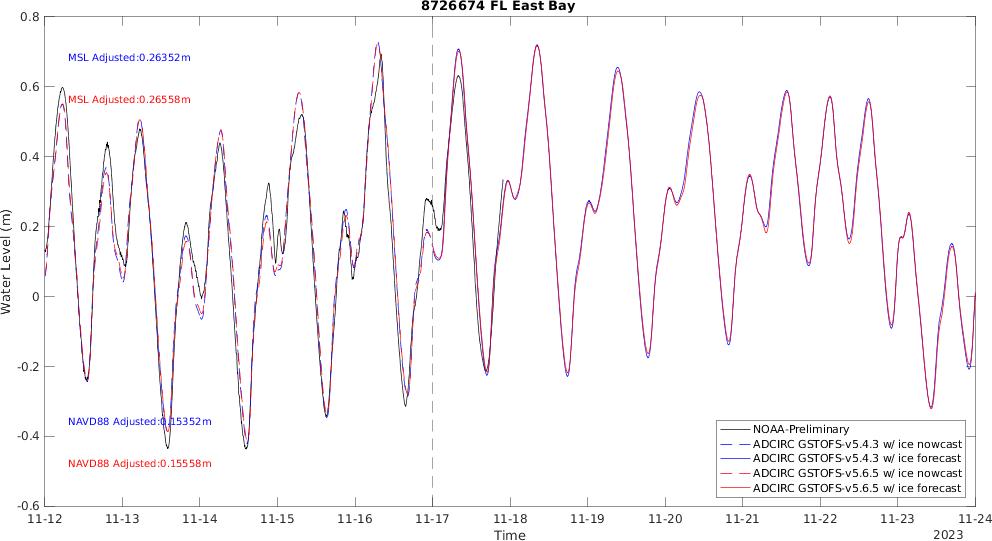 8726674 FL East Bay
0.8
0.6
0.4
0.2
0
-0.2
-0.4
-0.6
Water Level (m)
MSL Adjusted:0.26352m
MSL Adjusted:0.26558m
NAVD88 Adjusted:0.15352m
NAVD88 Adjusted:0.15558m
NOAA-Preliminary
ADCIRC GSTOFS-v5.4.3 w/ ice nowcast
ADCIRC GSTOFS-v5.4.3 w/ ice forecast
ADCIRC GSTOFS-v5.6.5 w/ ice nowcast
ADCIRC GSTOFS-v5.6.5 w/ ice forecast
11-12 11-13 11-14 11-15 11-16 11-17 11-18 11-19 11-20 11-21 11-22 11-23 11-24
Time
2023